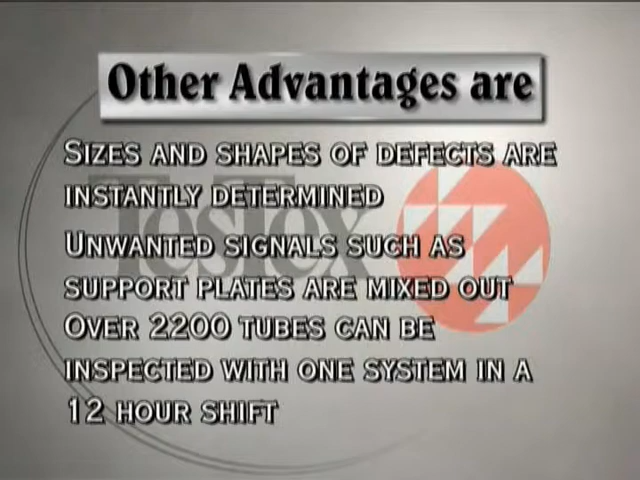 Other Advantages are
SIZES AND SHAPES OF DEFECTS ARE
INSTANTLY DETERMINED
UNWANTED SIGNALS SUCH AS
SUPPORT PLATES ARE MIXED OUT
OVER 2200 TUBES CAN BE
INSPECTED WITH ONE SYSTEM IN A
12 HOUR SHIFT
TesTex